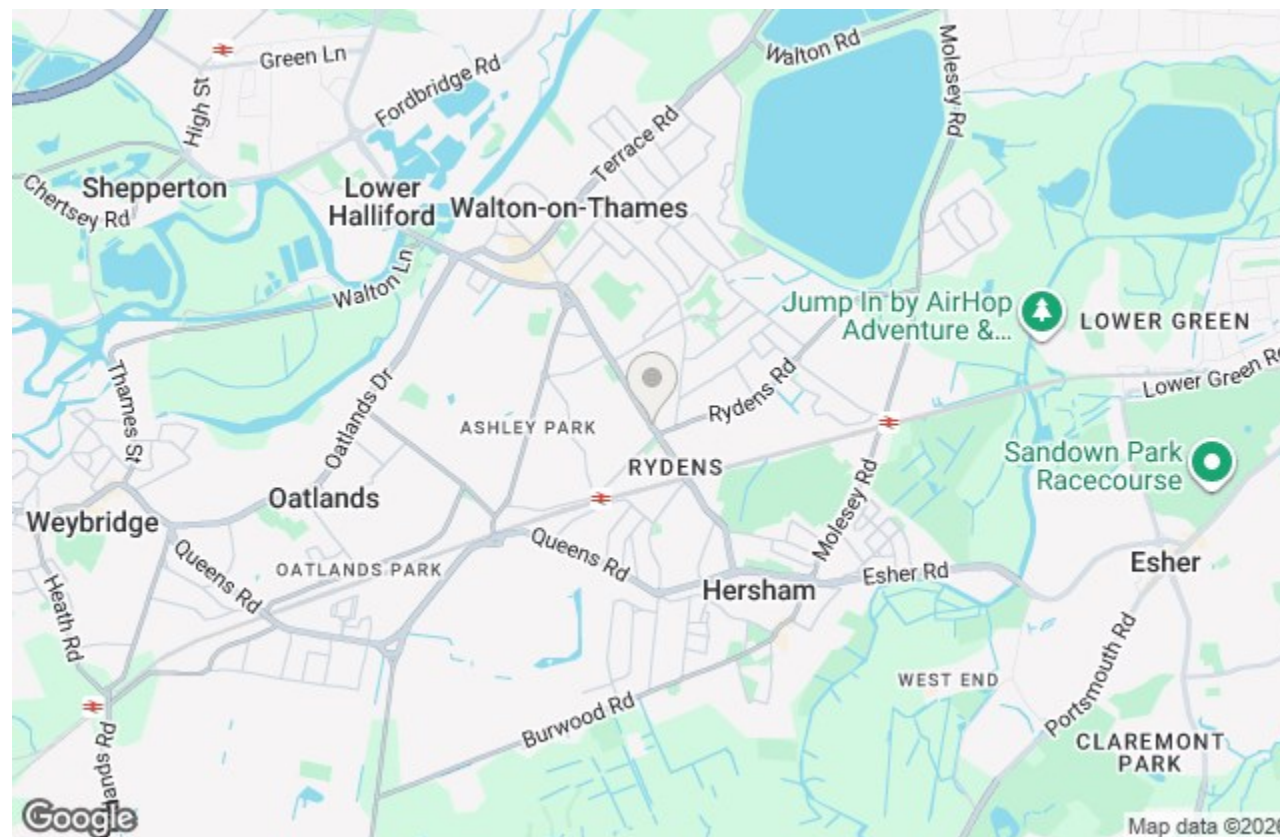 Walton Rd
Molesey Rd
Green Ln
High St
Fordbridge Rd
Terrace Rd
Shepperton
Chertsey Rd
Lower
Halliford
Walton-on-Thames
Walton Ln
Jump In by AirHop
Adventure &...
LOWER GREEN
Thames St
Oatlands Dr
Rydens Rd
Lower Green Rd
ASHLEY PARK
RYDENS
Sandown Park
Racecourse
Oatlands
Weybridge
Molesey Rd
Queens Rd
Queens Rd
OATLANDS PARK
Hersham
Esher Rd
Esher
Heath Rd
WEST END
Portsmouth Rd
Burwood Rd
CLAREMONT
PARK
Google
Map data ©2026